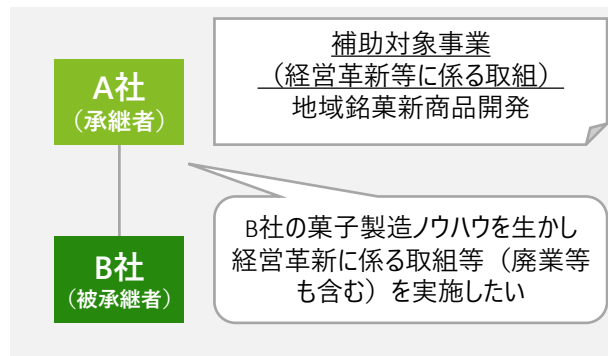 A社
（承継者）
補助対象事業
（経営革新等に係る取組）
地域銘菓新商品開発
B社
（被承継者）
B社の菓子製造ノウハウを生かし
経営革新に係る取組等（廃業等
も含む）を実施したい